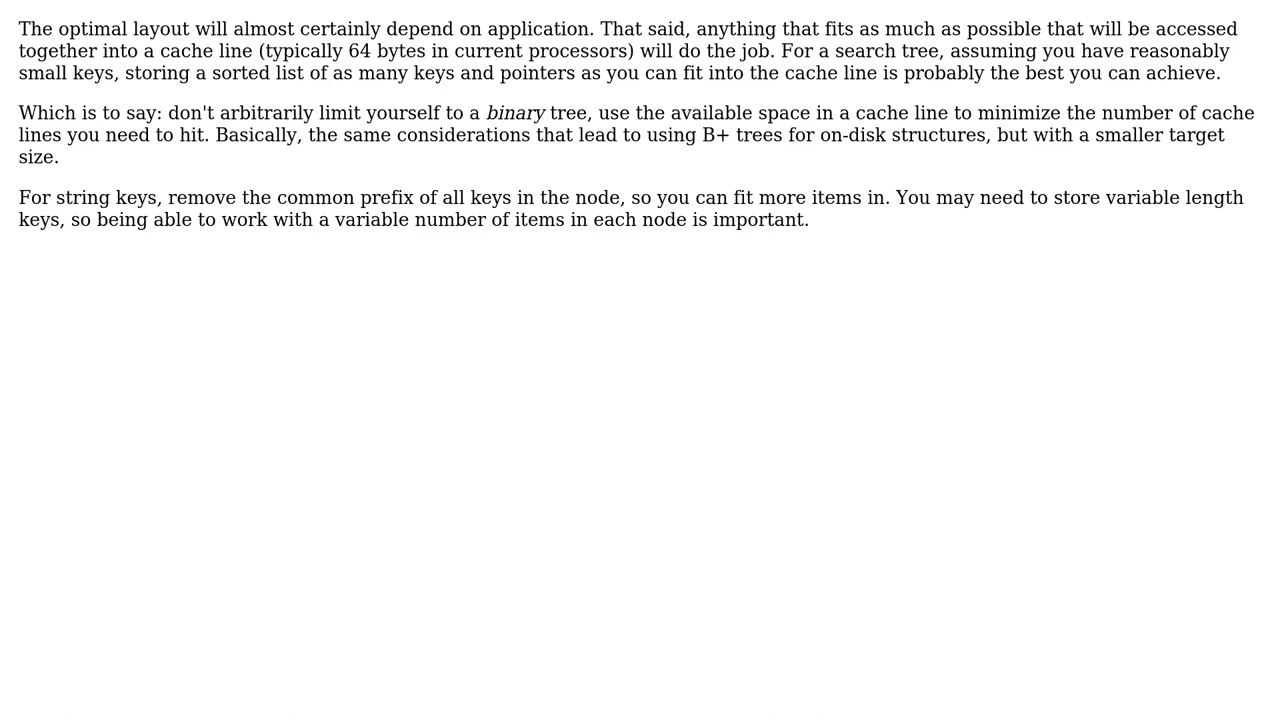 The optimal layout will almost certainly depend on application. That said, anything that fits as much as possible that will be accessed
together into a cache line (typically 64 bytes in current processors) will do the job. For a search tree, assuming you have reasonably
small keys, storing a sorted list of as many keys and pointers as you can fit into the cache line is probably the best you can achieve.
Which is to say: don't arbitrarily limit yourself to a binary tree, use the available space in a cache line to minimize the number of cache
lines you need to hit. Basically, the same considerations that lead to using B+ trees for on-disk structures, but with a smaller target
size.
For string keys, remove the common prefix of all keys in the node, so you can fit more items in. You may need to store variable length
keys, so being able to work with a variable number of items in each node is important.